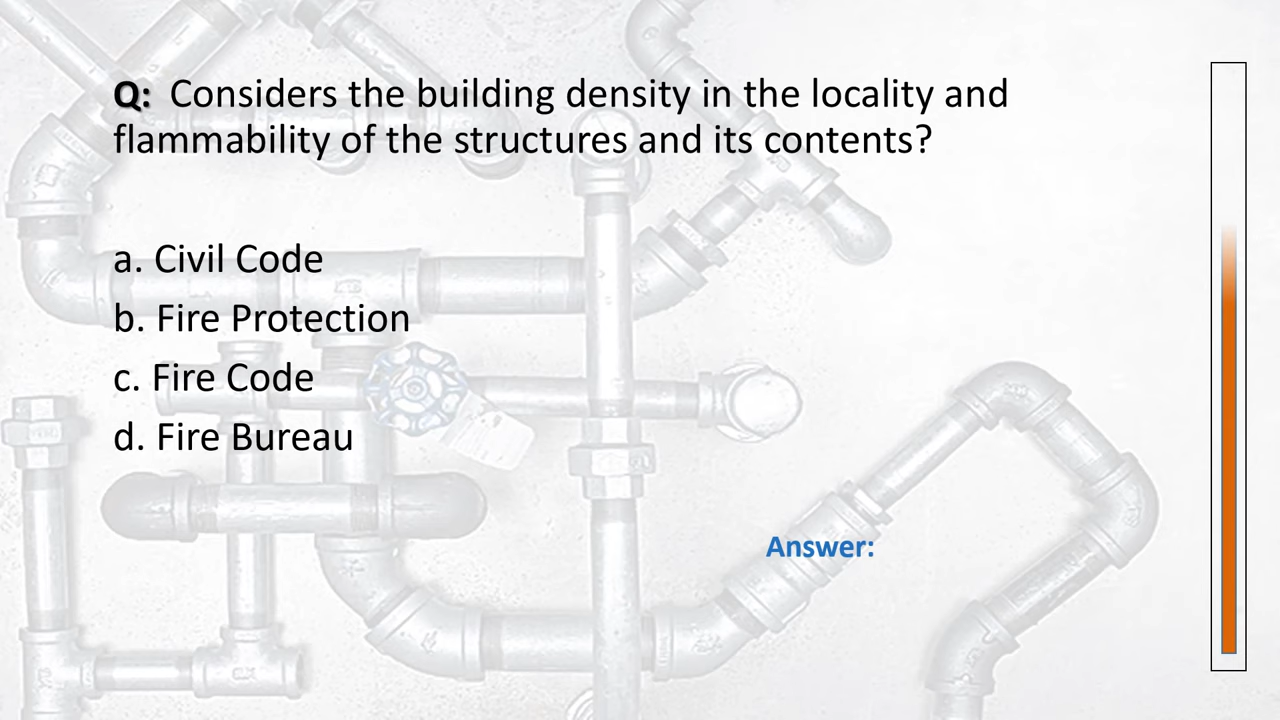 Q: Considers the building density in the locality and
flammability of the structures and its contents?
a. Civil Code
b. Fire Protection
c. Fire Code
d. Fire Bureau
Answer: